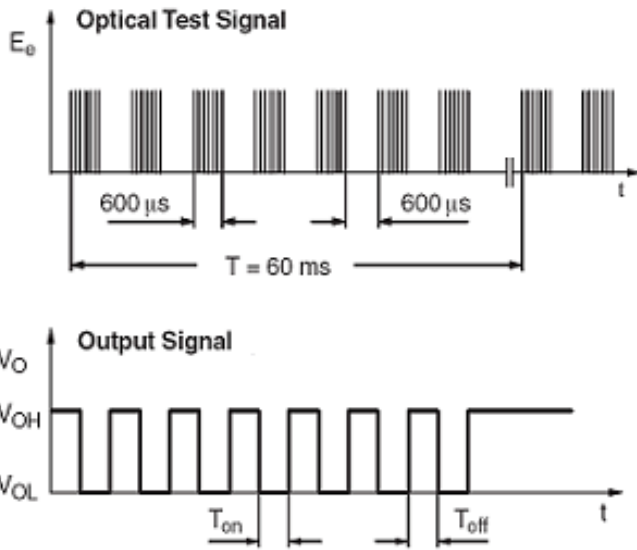 Optical Test Signal
Ee
t
600 µs
600 µs
T = 60 ms
Output Signal
VO
VOH
VOL
Ton
Toff
t